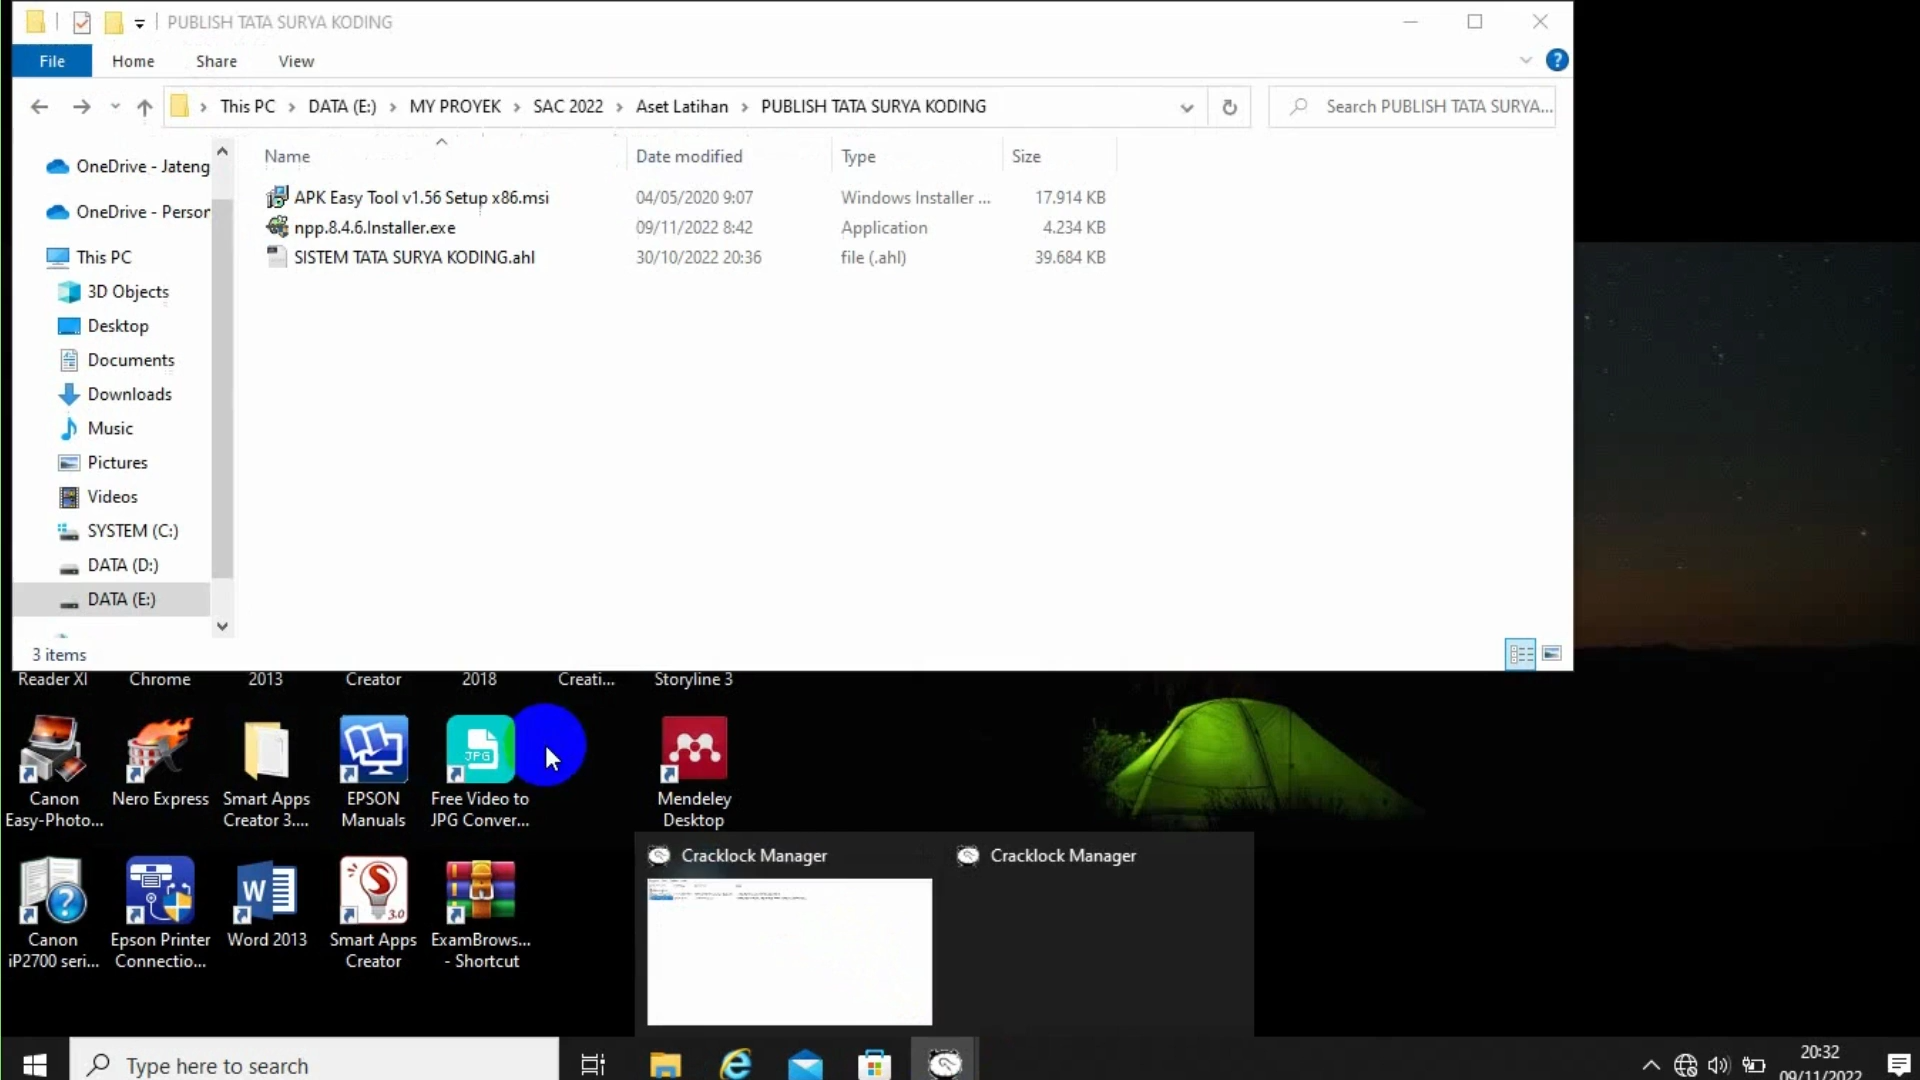 PUBLISH TATA SURYA KODING
File Home Share View
This PC DATA (E:) MY PROYEK SAC 2022 Aset Latihan PUBLISH TATA SURYA KODING Search PUBLISH TATA SURYA...
OneDrive - Jateng
OneDrive - Person
This PC
3D Objects
Desktop
Documents
Downloads
Music
Pictures
Videos
SYSTEM (C:)
DATA (D:)
DATA (E:)
Name Date modified Type Size
APK Easy Tool v1.56 Setup x86.msi 04/05/2020 9:07 Windows Installer ... 17.914 KB
npp.8.4.6.Installer.exe 09/11/2022 8:42 Application 4.234 KB
SISTEM TATA SURYA KODING.ahl 30/10/2022 20:36 file (.ahl) 39.684 KB
3 items
Reader XI Chrome 2013 Creator 2018 Creati... Storyline 3
JPG
Canon Easy-Photo...
Nero Express
Smart Apps Creator 3....
EPSON Manuals
Free Video to JPG Conver...
Mendeley Desktop
Canon iP2700 seri...
Epson Printer Connectio...
Word 2013
3.0
Smart Apps Creator
ExamBrows... - Shortcut
Cracklock Manager
Cracklock Manager
Type here to search
20:32
09/11/2022